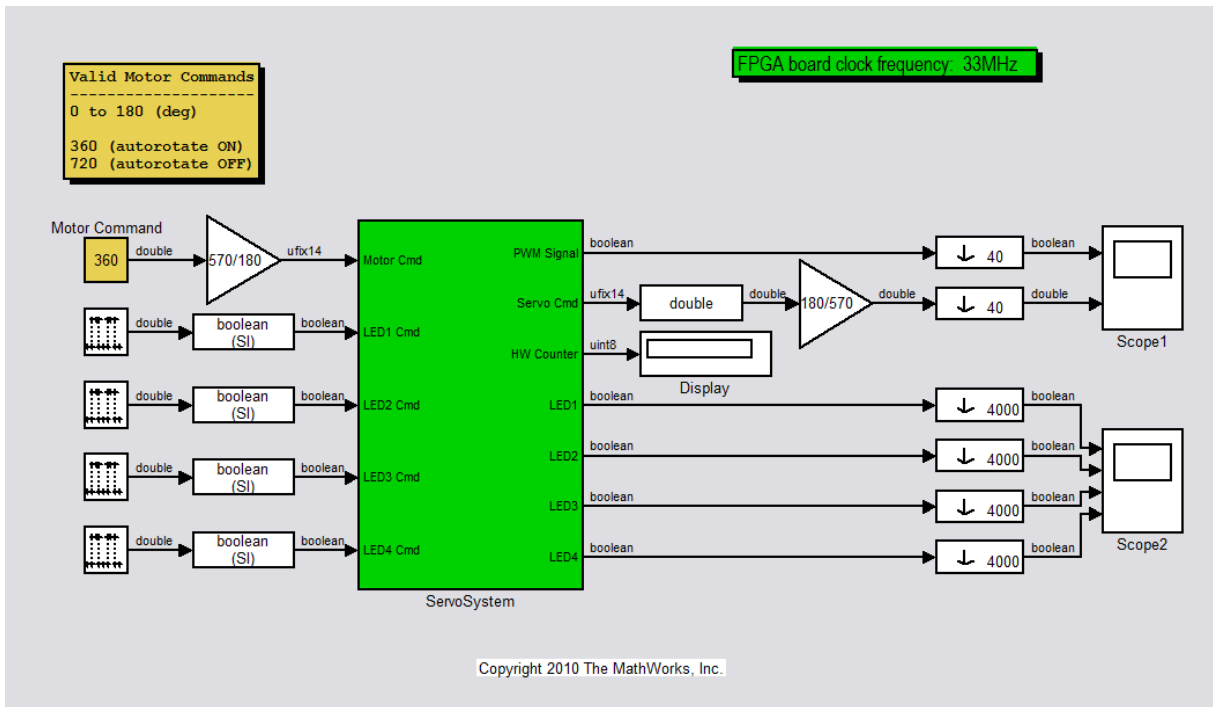 FPGA board clock frequency: 33MHz
Valid Motor Commands
---------------------
0 to 180 (deg)
360 (autorotate ON)
720 (autorotate OFF)
Motor Command
360
double
570/180
ufix14
double
boolean
(SI)
boolean
double
boolean
(SI)
boolean
double
boolean
(SI)
boolean
double
boolean
(SI)
boolean
Motor Cmd
LED1 Cmd
LED2 Cmd
LED3 Cmd
LED4 Cmd
PWM Signal
Servo Cmd
HW Counter
LED1
LED2
LED3
LED4
ServoSystem
boolean
40
boolean
ufix14
double
double
180/570
double
40
double
Scope1
uint8
Display
boolean
4000
boolean
boolean
4000
boolean
boolean
4000
boolean
boolean
4000
boolean
Scope2
Copyright 2010 The MathWorks, Inc.